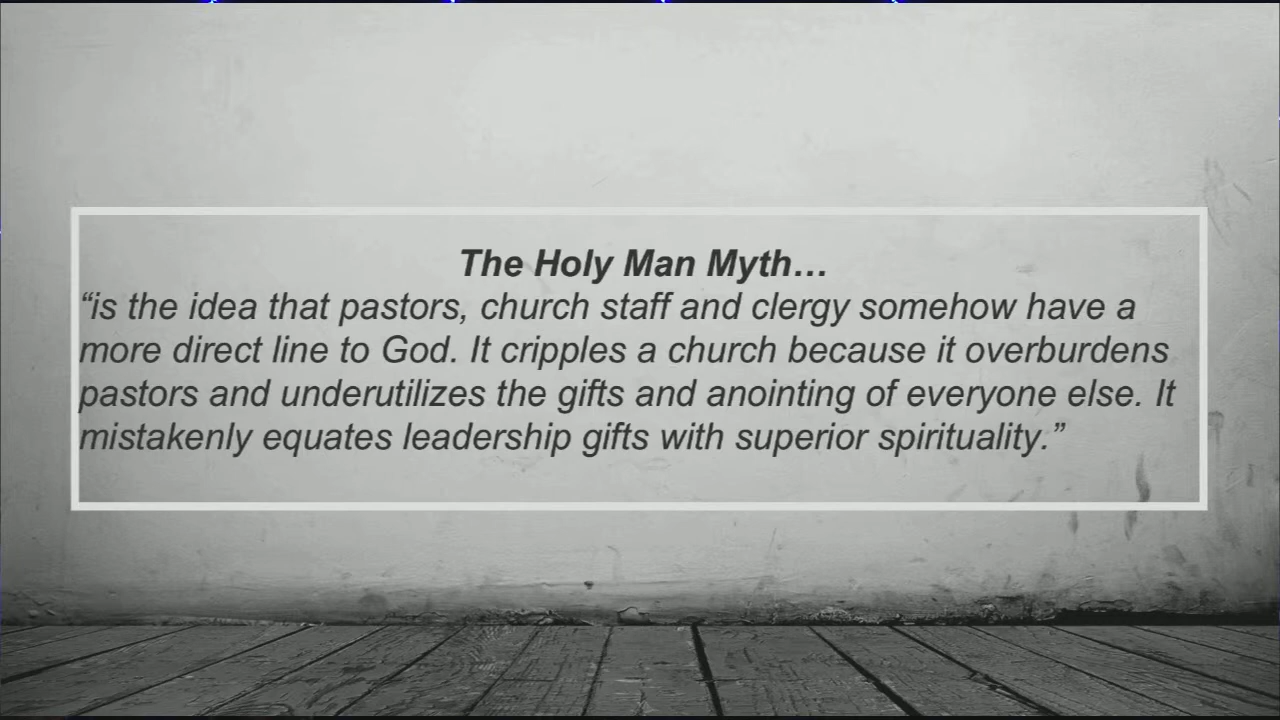 The Holy Man Myth…
“is the idea that pastors, church staff and clergy somehow have a
more direct line to God. It cripples a church because it overburdens
pastors and underutilizes the gifts and anointing of everyone else. It
mistakenly equates leadership gifts with superior spirituality.”